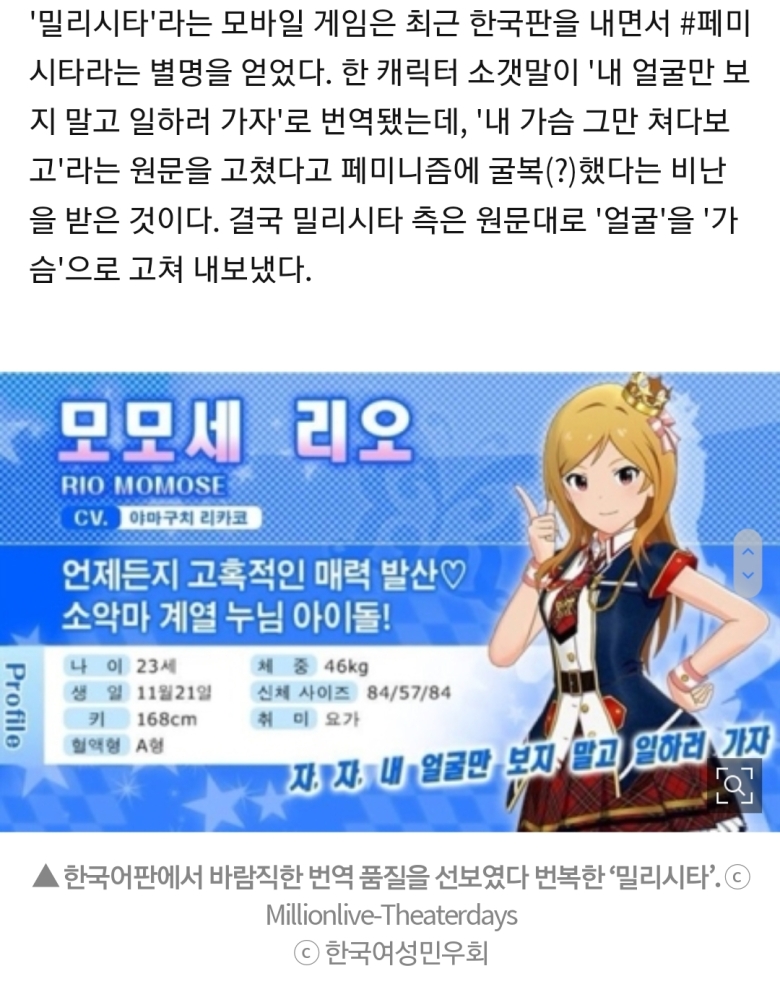 '밀리시타'라는 모바일 게임은 최근 한국판을 내면서 #페미
시타라는 별명을 얻었다. 한 캐릭터 소갯말이 '내 얼굴만 보
지 말고 일하러 가자'로 번역됐는데, '내 가슴 그만 쳐다보
고'라는 원문을 고쳤다고 페미니즘에 굴복(?)했다는 비난
을 받은 것이다. 결국 밀리시타 측은 원문대로 '얼굴'을 '가
슴'으로 고쳐 내보냈다.
모모세 리오
RIO MOMOSE
CV. 야마구치 리카코
언제든지 고혹적인 매력 발산♡
소악마 계열 누님 아이돌!
Profile
나 이 23세 체 중 46kg
생 일 11월21일 신체 사이즈 84/57/84
키 168cm 취 미 요가
혈액형 A형
자, 자, 내 얼굴만 보지 말고 일하러 가자
▲ 한국어판에서 바람직한 번역 품질을 선보였다 번복한 ‘밀리시타’. ⓒ
Millionlive-Theaterdays
ⓒ 한국여성민우회